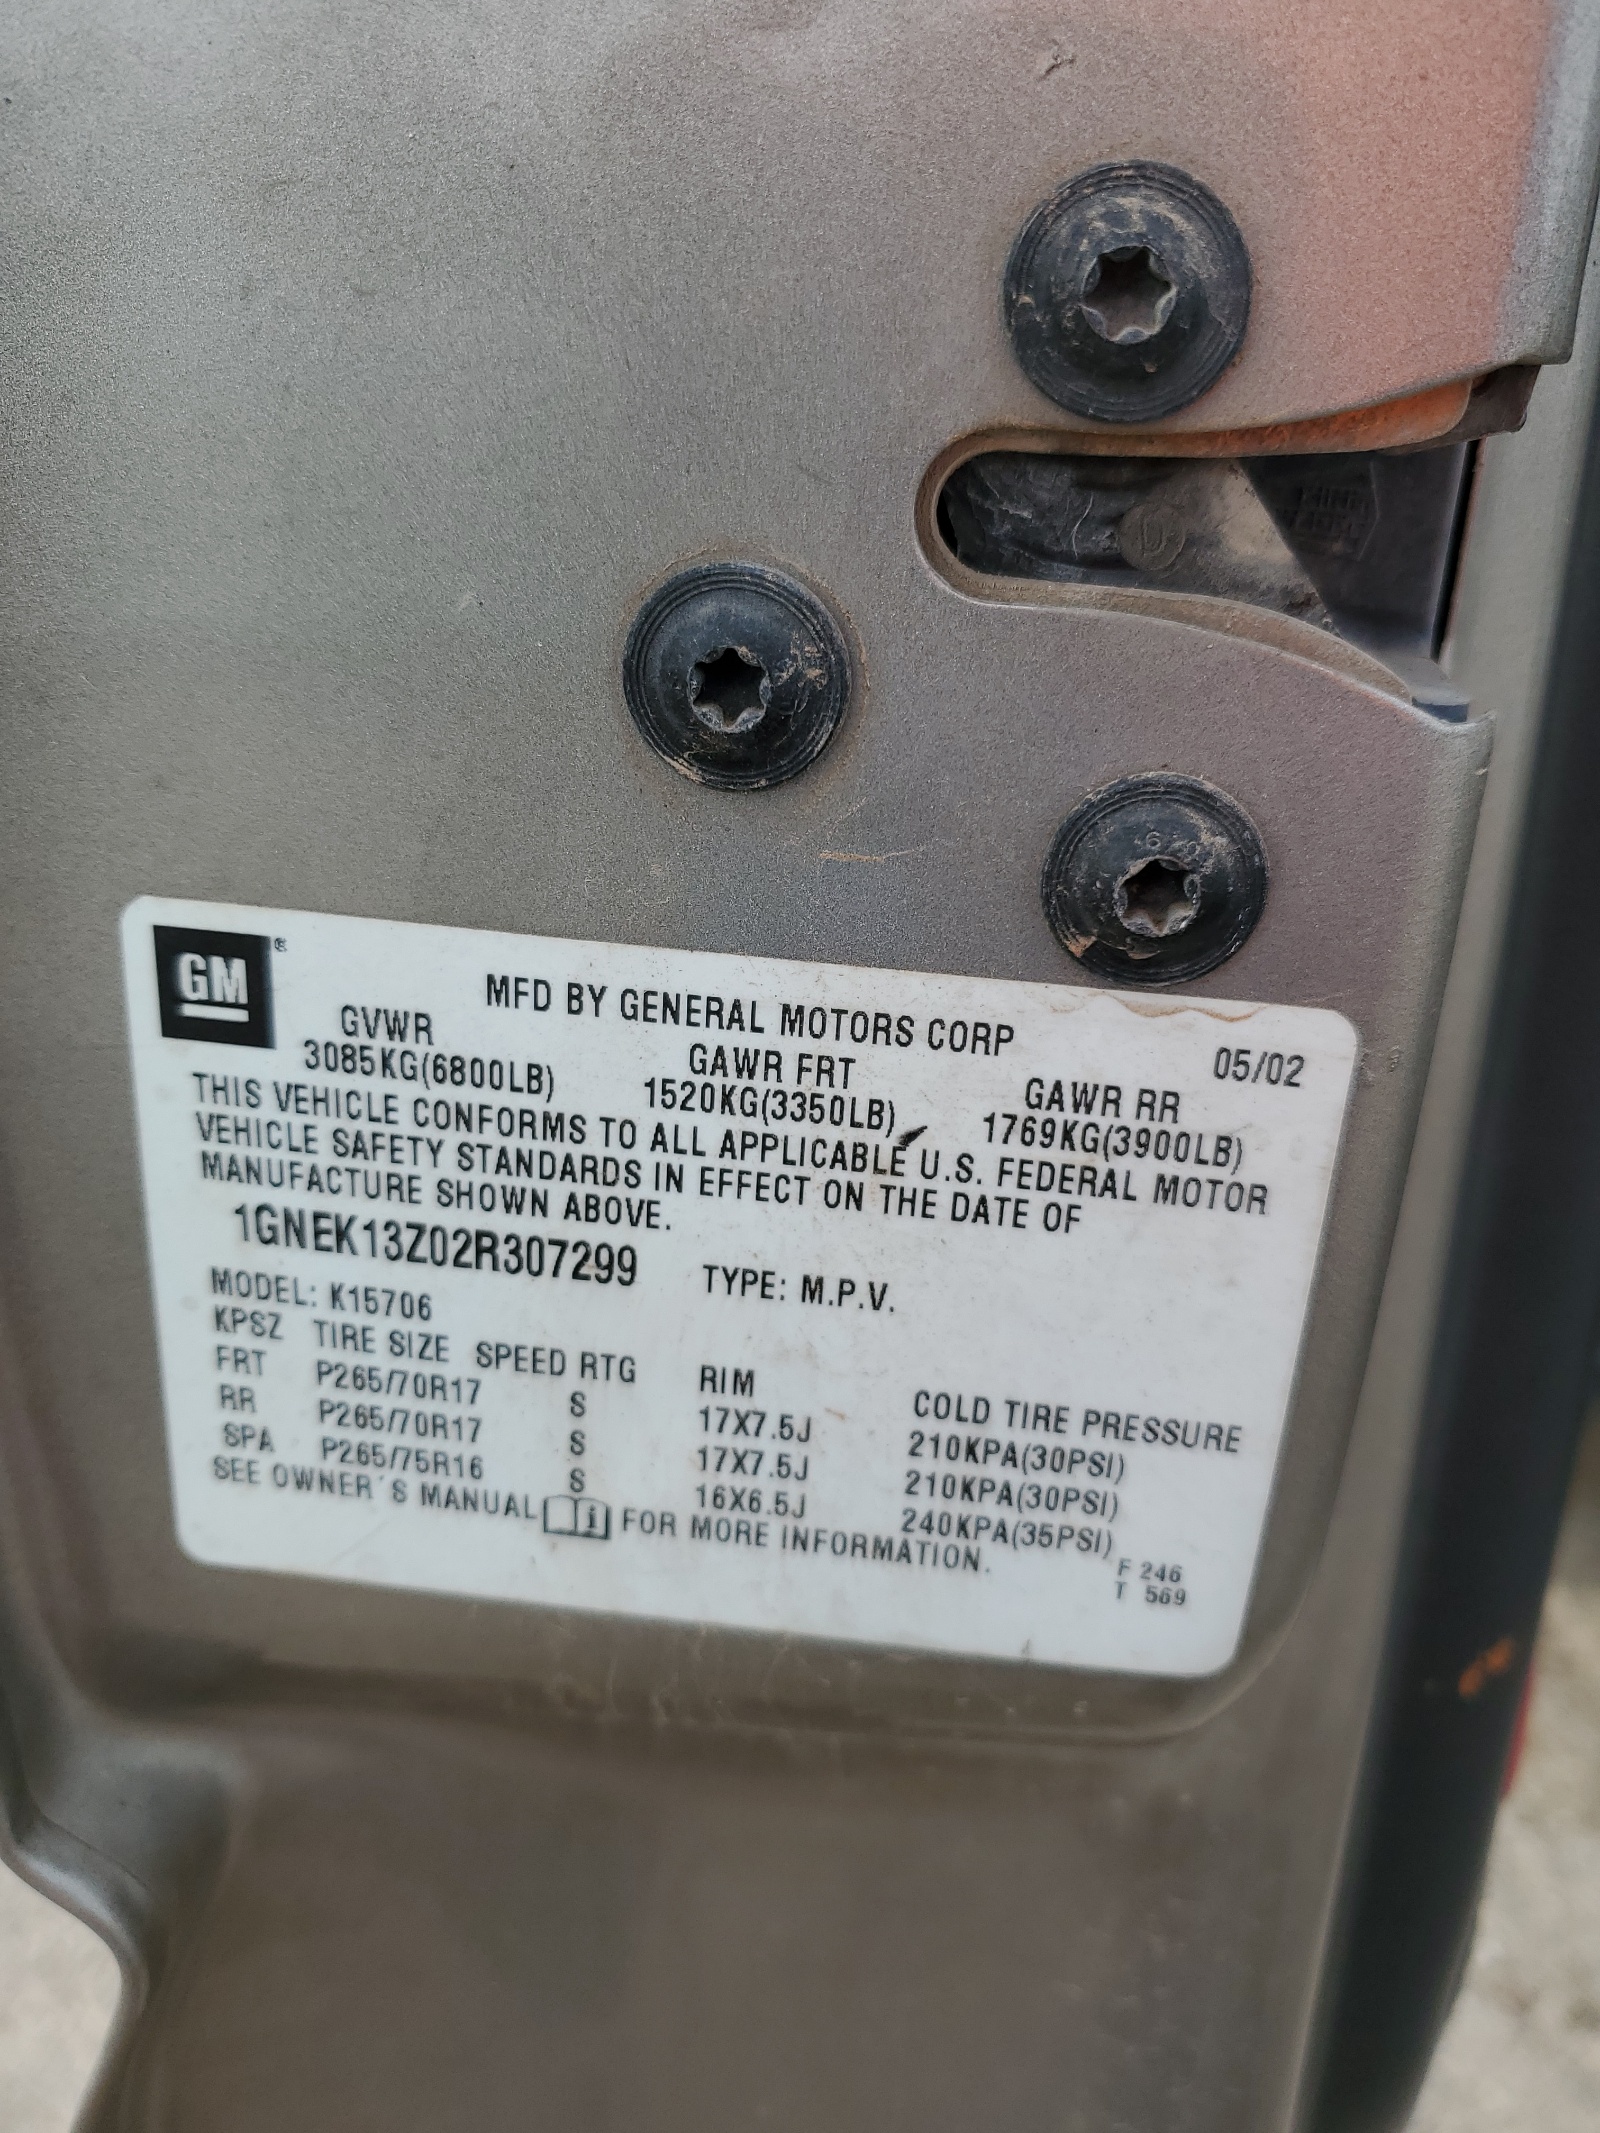 GM ®
MFD BY GENERAL MOTORS CORP
05/02
GVWR GAWR FRT GAWR RR
3085KG(6800LB) 1520KG(3350LB) 1769KG(3900LB)
THIS VEHICLE CONFORMS TO ALL APPLICABLE U.S. FEDERAL MOTOR
VEHICLE SAFETY STANDARDS IN EFFECT ON THE DATE OF
MANUFACTURE SHOWN ABOVE.
1GNEK13Z02R307299 TYPE: M.P.V.
MODEL: K15706
KPSZ TIRE SIZE SPEED RTG RIM COLD TIRE PRESSURE
FRT P265/70R17 S 17X7.5J 210KPA(30PSI)
RR P265/70R17 S 17X7.5J 210KPA(30PSI)
SPA P265/75R16 S 16X6.5J 240KPA(35PSI)
SEE OWNER´S MANUAL FOR MORE INFORMATION.
F 246
T 569